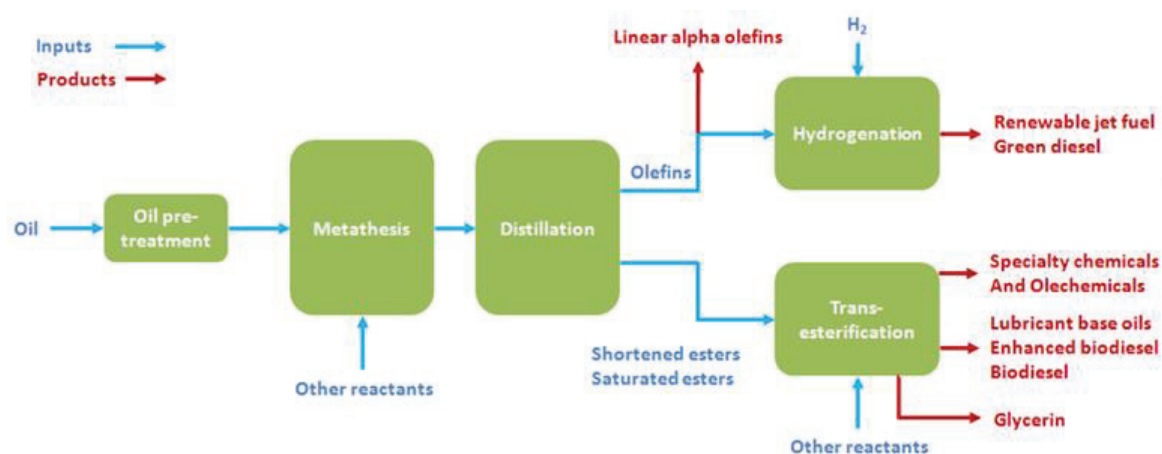 Inputs
Products
Linear alpha olefins
H2
Hydrogenation
Renewable jet fuel
Green diesel
Olefins
Oil
Oil pre-
treatment
Metathesis
Distillation
Other reactants
Shortened esters
Saturated esters
Trans-
esterification
Specialty chemicals
And Olechemicals
Lubricant base oils
Enhanced biodiesel
Biodiesel
Glycerin
Other reactants